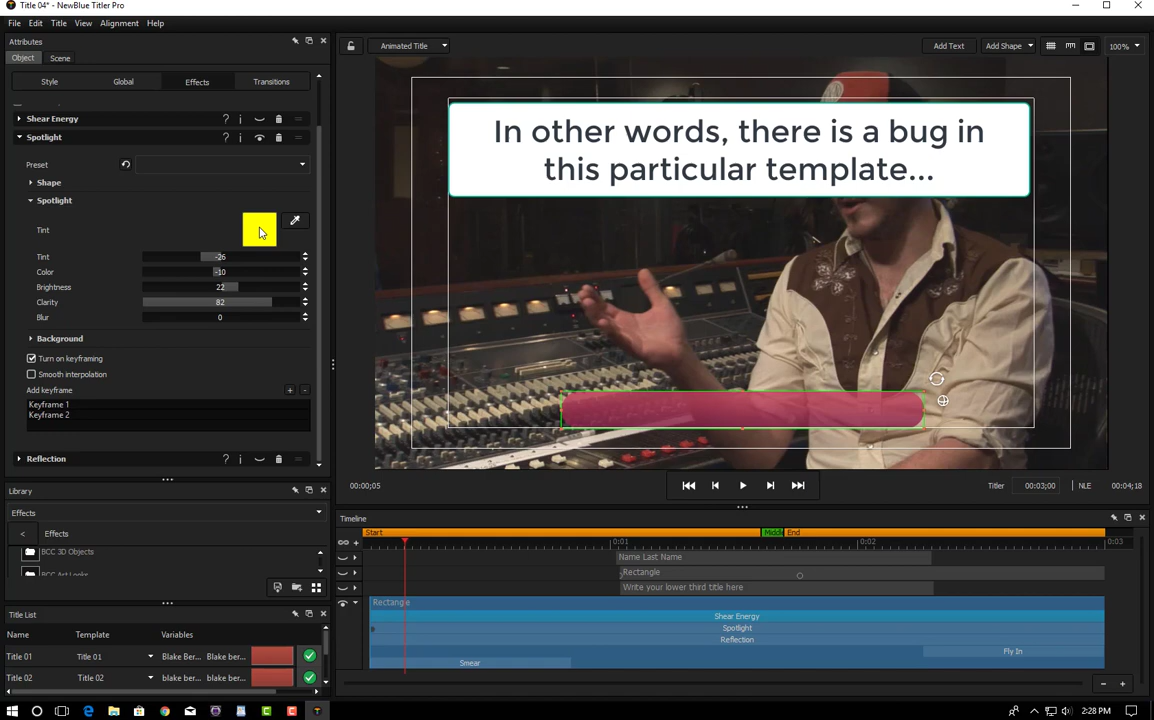 Title 04* - NewBlue Titler Pro
File Edit Title View Alignment Help
Attributes
Object Scene
Style Global Effects Transitions
Shear Energy ? i
Spotlight ? i
Preset
Shape
Spotlight
Tint
Tint -26
Color -10
Brightness 22
Clarity 82
Blur 0
Background
Turn on keyframing
Smooth interpolation
Add keyframe + -
Keyframe 1
Keyframe 2
Reflection ? i
Library
Effects
< Effects
BCC 3D Objects
BCC Art Looks
Title List
Name Template Variables
Title 01 Title 01 Blake Ber... Blake ber...
Title 02 Title 02 blake ber... Blake ber...
Animated Title Add Text Add Shape 100%
In other words, there is a bug in
this particular template...
00:00;05 Titler 00:03;00 NLE 00:04;18
Timeline
Start Middle End
0:01 0:02 0:03
Name Last Name
Rectangle
Write your lower third title here
Rectangle
Shear Energy
Spotlight
Reflection
Fly In
Smear
2:28 PM